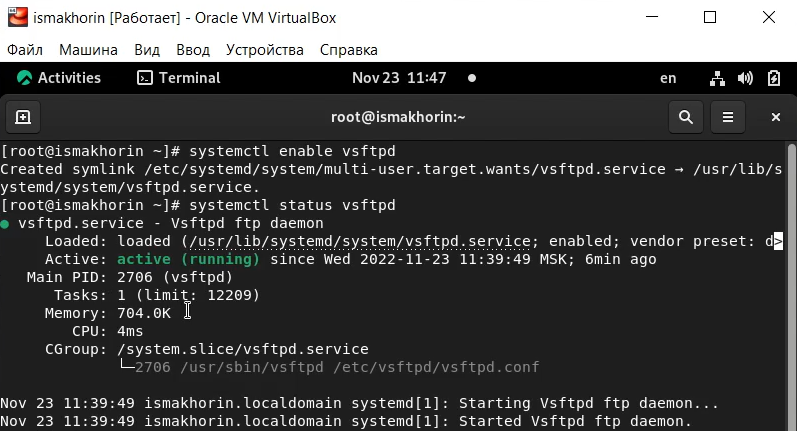 ismakhorin [Работает] - Oracle VM VirtualBox
Файл Машина Вид Ввод Устройства Справка
Activities Terminal Nov 23 11:47 en
root@ismakhorin:~
[root@ismakhorin ~]# systemctl enable vsftpd
Created symlink /etc/systemd/system/multi-user.target.wants/vsftpd.service → /usr/lib/s
ystemd/system/vsftpd.service.
[root@ismakhorin ~]# systemctl status vsftpd
● vsftpd.service - Vsftpd ftp daemon
Loaded: loaded (/usr/lib/systemd/system/vsftpd.service; enabled; vendor preset: d>
Active: active (running) since Wed 2022-11-23 11:39:49 MSK; 6min ago
Main PID: 2706 (vsftpd)
Tasks: 1 (limit: 12209)
Memory: 704.0K
CPU: 4ms
CGroup: /system.slice/vsftpd.service
└─2706 /usr/sbin/vsftpd /etc/vsftpd/vsftpd.conf
Nov 23 11:39:49 ismakhorin.localdomain systemd[1]: Starting Vsftpd ftp daemon...
Nov 23 11:39:49 ismakhorin.localdomain systemd[1]: Started Vsftpd ftp daemon.